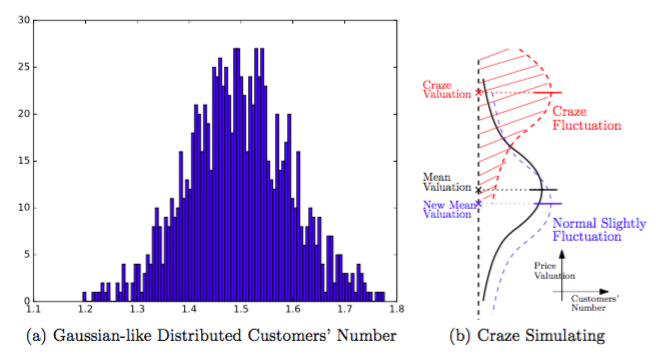 30
25
20
15
10
5
0
1.1 1.2 1.3 1.4 1.5 1.6 1.7 1.8
(a) Gaussian-like Distributed Customers' Number
Craze
Valuation
Craze
Fluctuation
Mean
Valuation
New Mean
Valuation
Normal Slightly
Fluctuation
Price
Valuation
Customers'
Number
(b) Craze Simulating